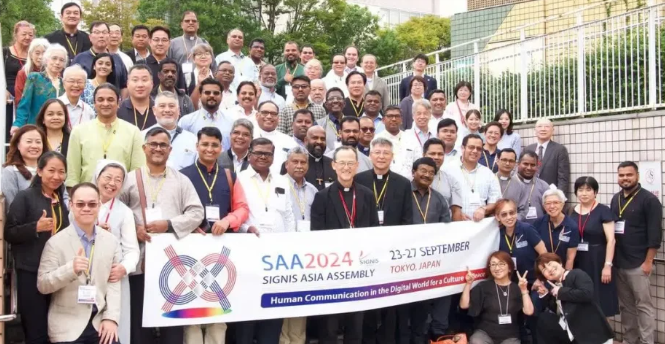 SAA2024 SIGNIS
SIGNIS ASIA ASSEMBLY
23-27 SEPTEMBER
TOKYO, JAPAN
Human Communication in the Digital World for a Culture